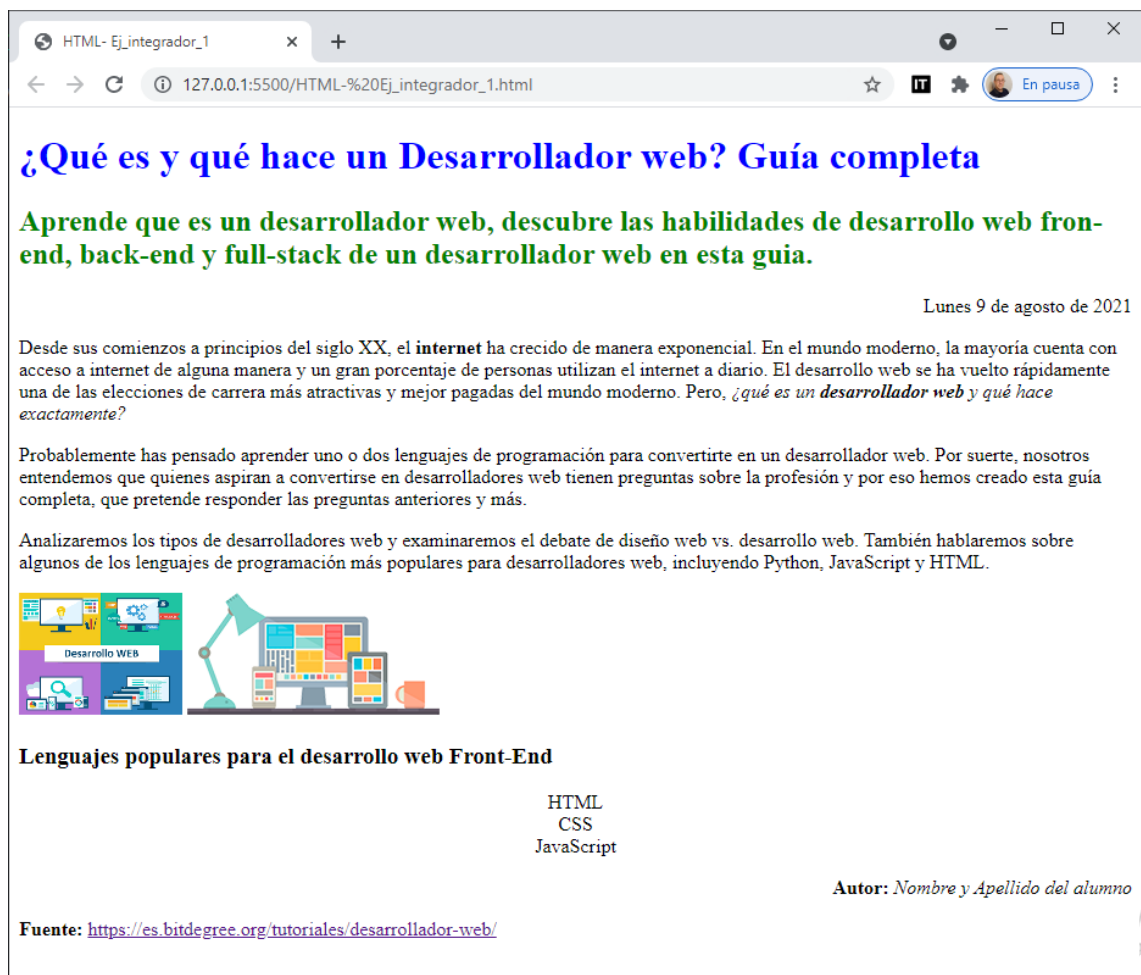 HTML- Ej_integrador_1
127.0.0.1:5500/HTML-%20Ej_integrador_1.html
IT
En pausa
¿Qué es y qué hace un Desarrollador web? Guía completa
Aprende que es un desarrollador web, descubre las habilidades de desarrollo web fron-
end, back-end y full-stack de un desarrollador web en esta guia.
Lunes 9 de agosto de 2021
Desde sus comienzos a principios del siglo XX, el internet ha crecido de manera exponencial. En el mundo moderno, la mayoría cuenta con
acceso a internet de alguna manera y un gran porcentaje de personas utilizan el internet a diario. El desarrollo web se ha vuelto rápidamente
una de las elecciones de carrera más atractivas y mejor pagadas del mundo moderno. Pero, ¿qué es un desarrollador web y qué hace
exactamente?
Probablemente has pensado aprender uno o dos lenguajes de programación para convertirte en un desarrollador web. Por suerte, nosotros
entendemos que quienes aspiran a convertirse en desarrolladores web tienen preguntas sobre la profesión y por eso hemos creado esta guía
completa, que pretende responder las preguntas anteriores y más.
Analizaremos los tipos de desarrolladores web y examinaremos el debate de diseño web vs. desarrollo web. También hablaremos sobre
algunos de los lenguajes de programación más populares para desarrolladores web, incluyendo Python, JavaScript y HTML.
Desarrollo WEB
Lenguajes populares para el desarrollo web Front-End
HTML
CSS
JavaScript
Autor: Nombre y Apellido del alumno
Fuente: https://es.bitdegree.org/tutoriales/desarrollador-web/